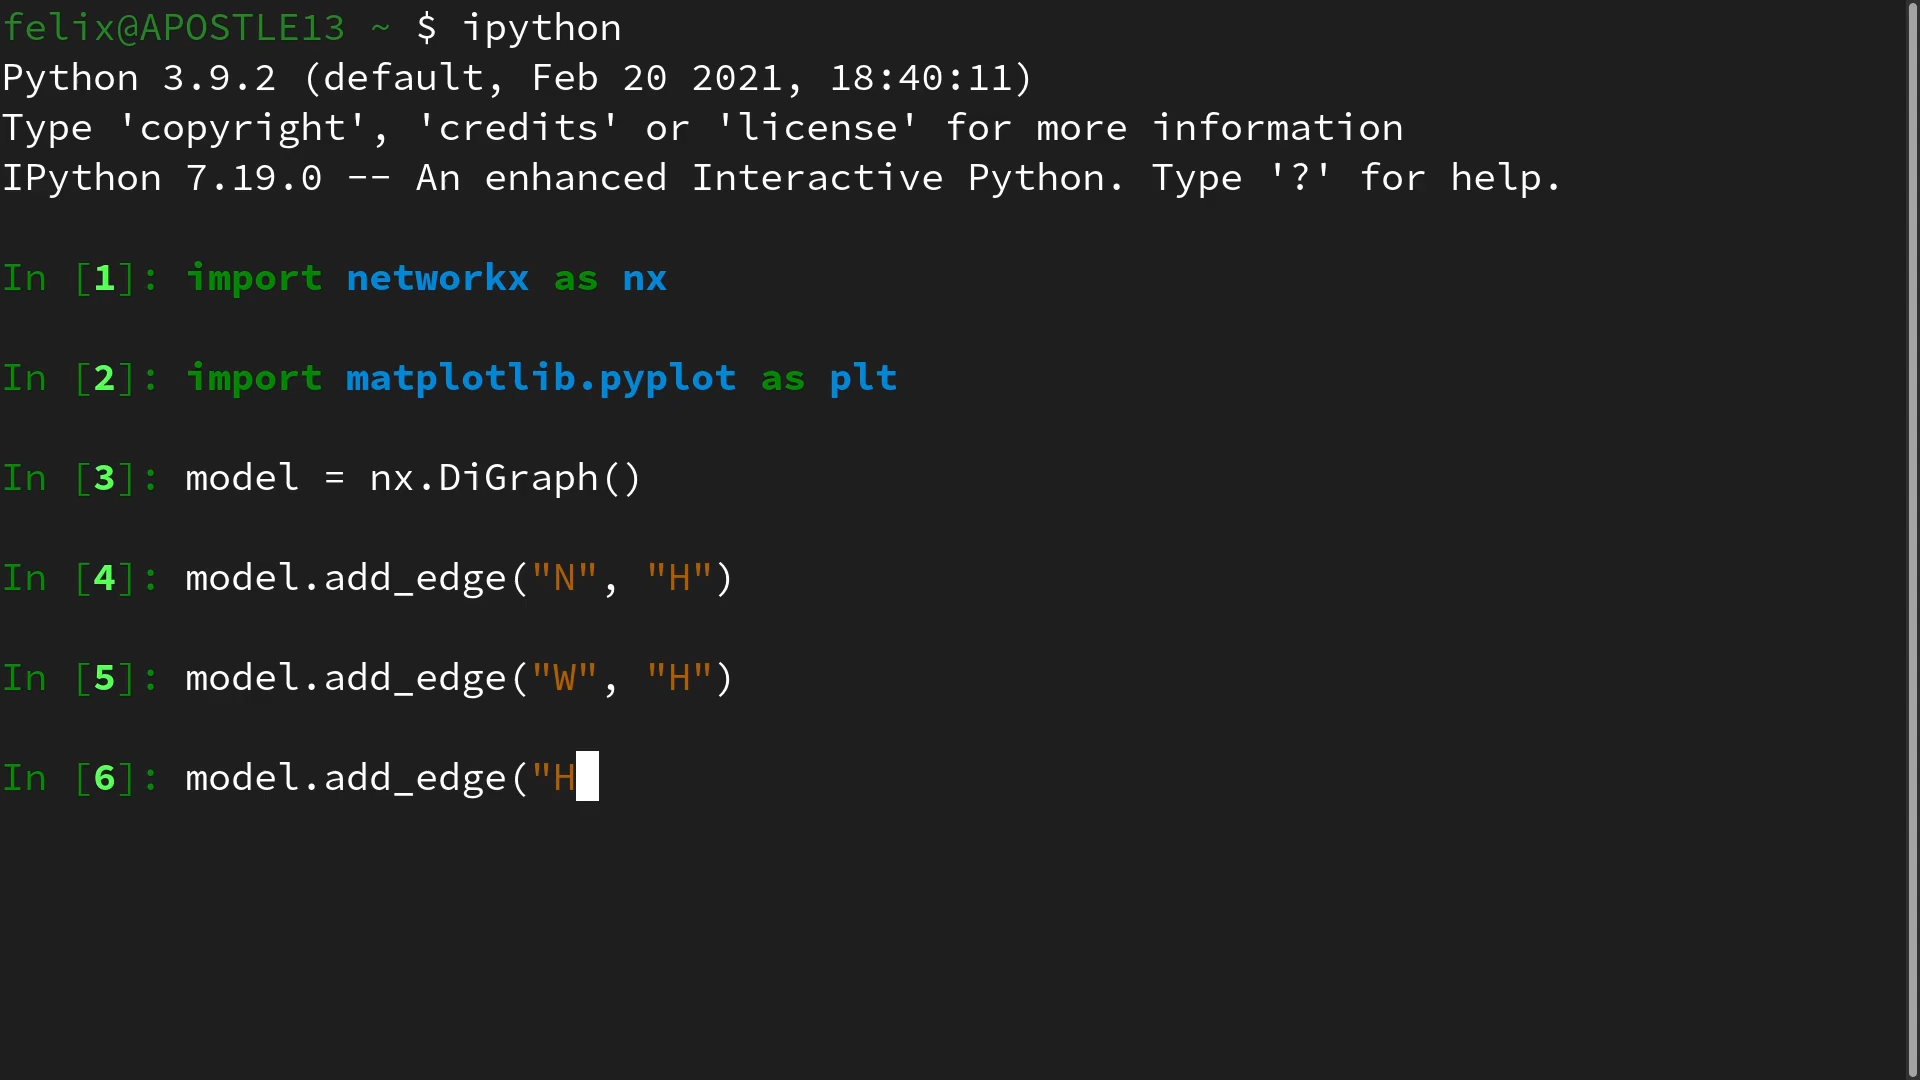 felix@APOSTLE13 ~ $ ipython
Python 3.9.2 (default, Feb 20 2021, 18:40:11)
Type 'copyright', 'credits' or 'license' for more information
IPython 7.19.0 -- An enhanced Interactive Python. Type '?' for help.
In [1]: import networkx as nx
In [2]: import matplotlib.pyplot as plt
In [3]: model = nx.DiGraph()
In [4]: model.add_edge("N", "H")
In [5]: model.add_edge("W", "H")
In [6]: model.add_edge("H